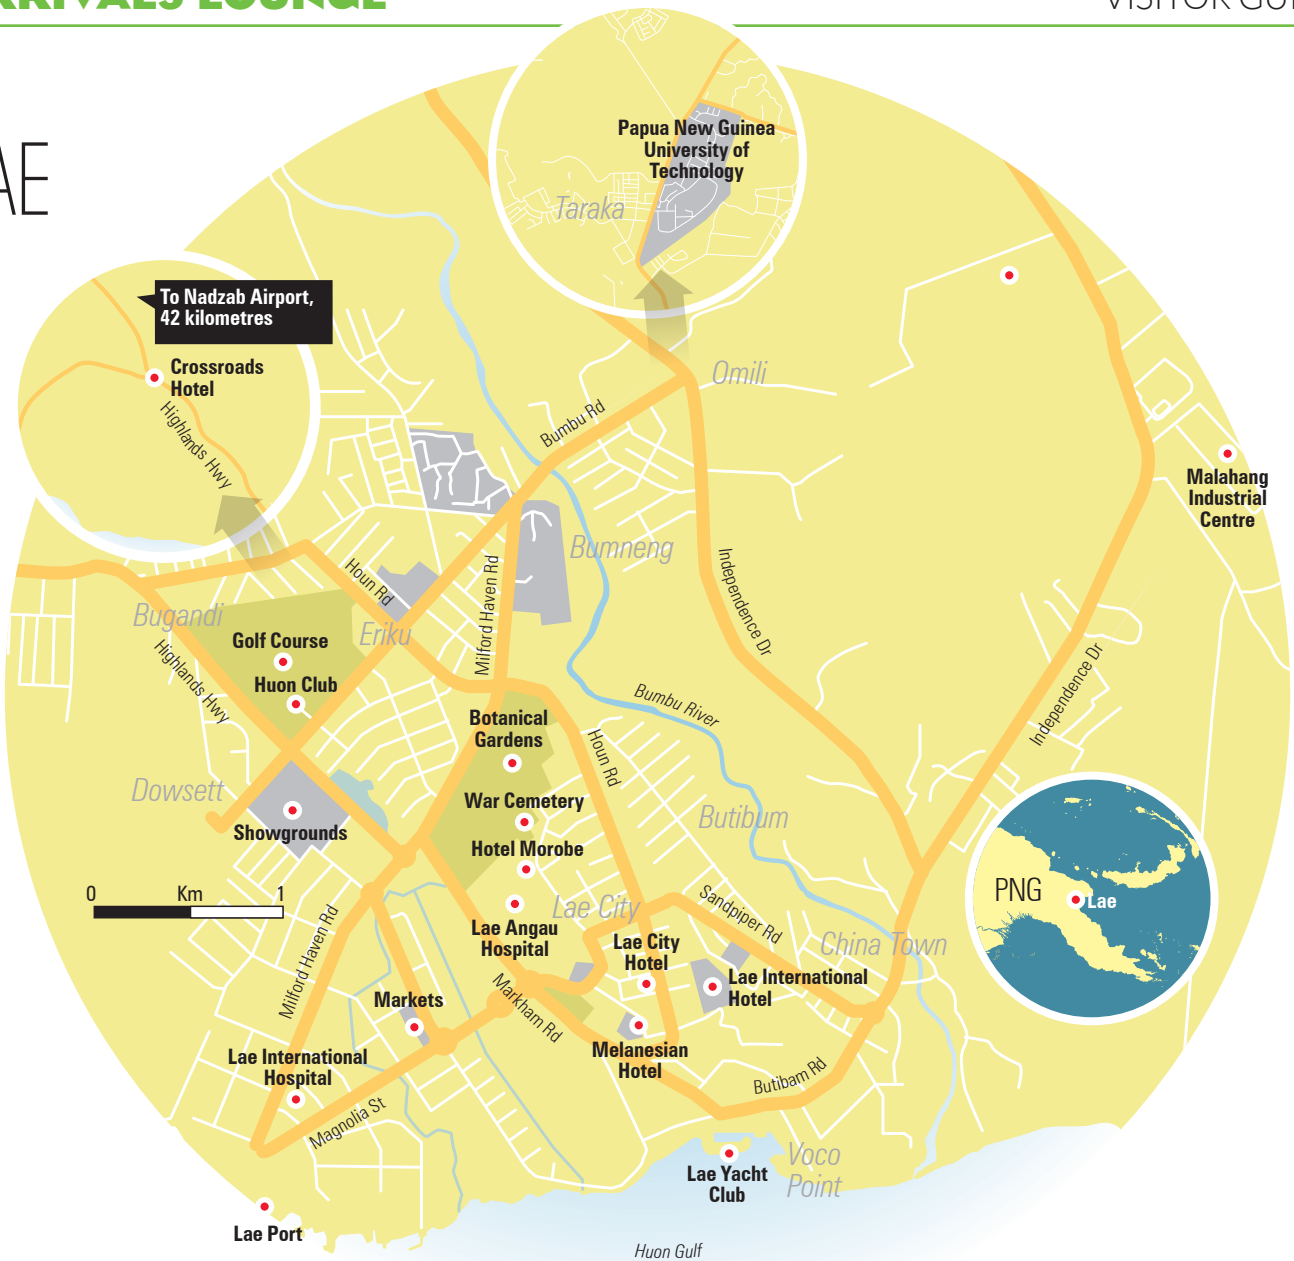 ARRIVALS LOUNGE
VISITOR GUI
AE
Papua New Guinea
University of
Technology
Taraka
To Nadzab Airport,
42 kilometres
Crossroads
Hotel
Highlands Hwy
Omili
Bumbu Rd
Malahang
Industrial
Centre
Bumneng
Houn Rd
Milford Haven Rd
Independence Dr
Bugandi
Eriku
Golf Course
Highlands Hwy
Huon Club
Independence Dr
Bumbu River
Botanical
Gardens
Houn Rd
Dowsett
War Cemetery
Butibum
Showgrounds
Hotel Morobe
0 Km 1
PNG
Lae
Lae City
Sandpiper Rd
Lae Angau
Hospital
Lae City
Hotel
China Town
Milford Haven Rd
Lae International
Hotel
Markets
Markham Rd
Melanesian
Hotel
Lae International
Hospital
Butibam Rd
Magnolia St
Voco
Point
Lae Yacht
Club
Lae Port
Huon Gulf